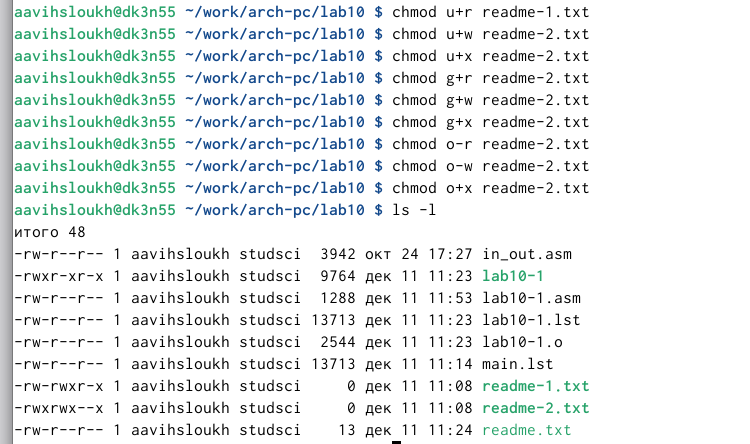 aavihsloukh@dk3n55 ~/work/arch-pc/lab10 $ chmod u+r readme-1.txt
aavihsloukh@dk3n55 ~/work/arch-pc/lab10 $ chmod u+w readme-2.txt
aavihsloukh@dk3n55 ~/work/arch-pc/lab10 $ chmod u+x readme-2.txt
aavihsloukh@dk3n55 ~/work/arch-pc/lab10 $ chmod g+r readme-2.txt
aavihsloukh@dk3n55 ~/work/arch-pc/lab10 $ chmod g+w readme-2.txt
aavihsloukh@dk3n55 ~/work/arch-pc/lab10 $ chmod g+x readme-2.txt
aavihsloukh@dk3n55 ~/work/arch-pc/lab10 $ chmod o-r readme-2.txt
aavihsloukh@dk3n55 ~/work/arch-pc/lab10 $ chmod o-w readme-2.txt
aavihsloukh@dk3n55 ~/work/arch-pc/lab10 $ chmod o+x readme-2.txt
aavihsloukh@dk3n55 ~/work/arch-pc/lab10 $ ls -l
итого 48
-rw-r--r-- 1 aavihsloukh studsci  3942 окт 24 17:27 in_out.asm
-rwxr-xr-x 1 aavihsloukh studsci  9764 дек 11 11:23 lab10-1
-rw-r--r-- 1 aavihsloukh studsci  1288 дек 11 11:53 lab10-1.asm
-rw-r--r-- 1 aavihsloukh studsci 13713 дек 11 11:23 lab10-1.lst
-rw-r--r-- 1 aavihsloukh studsci  2544 дек 11 11:23 lab10-1.o
-rw-r--r-- 1 aavihsloukh studsci 13713 дек 11 11:14 main.lst
-rw-rwxr-x 1 aavihsloukh studsci     0 дек 11 11:08 readme-1.txt
-rwxrwx--x 1 aavihsloukh studsci     0 дек 11 11:08 readme-2.txt
-rw-r--r-- 1 aavihsloukh studsci    13 дек 11 11:24 readme.txt